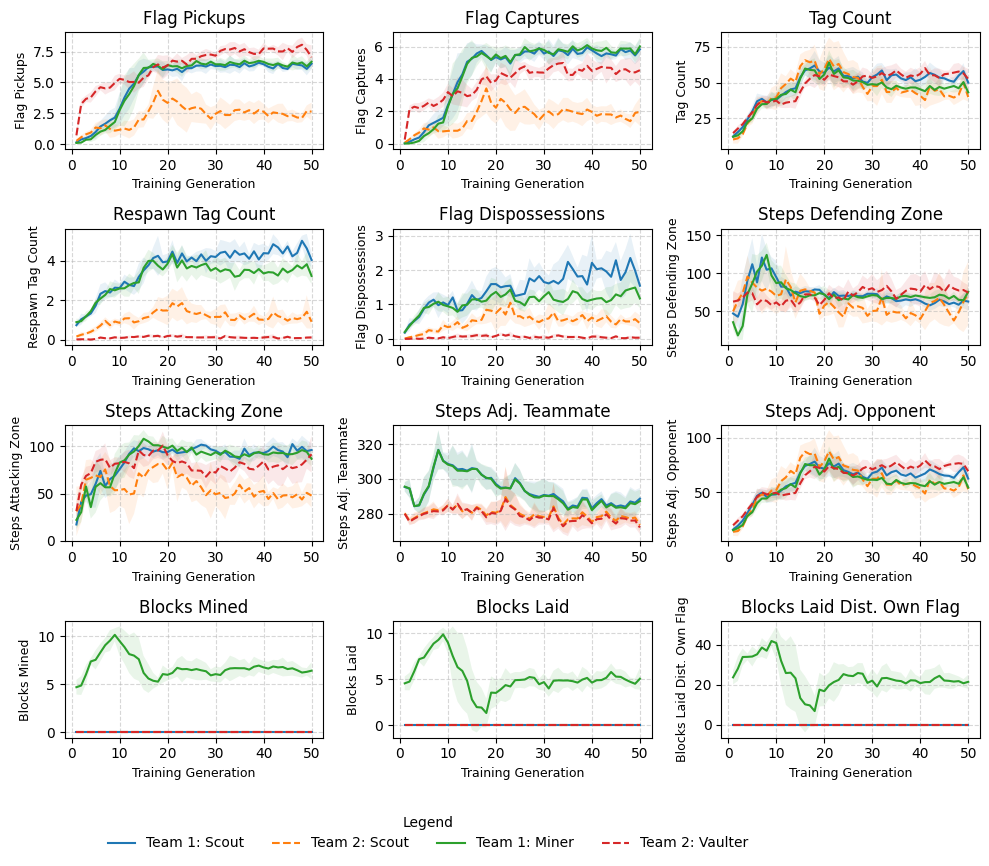 Flag Pickups
Flag Captures
Tag Count
Flag Pickups
7.5
5.0
2.5
0.0
0
10
20
30
40
50
Training Generation
Flag Captures
6
4
2
0
0
10
20
30
40
50
Training Generation
Tag Count
75
50
25
0
10
20
30
40
50
Training Generation
Respawn Tag Count
Flag Dispossessions
Steps Defending Zone
Respawn Tag Count
4
2
0
0
10
20
30
40
50
Training Generation
Flag Dispossessions
3
2
1
0
0
10
20
30
40
50
Training Generation
Steps Defending Zone
150
100
50
0
10
20
30
40
50
Training Generation
Steps Attacking Zone
Steps Adj. Teammate
Steps Adj. Opponent
Steps Attacking Zone
100
50
0
0
10
20
30
40
50
Training Generation
Steps Adj. Teammate
320
300
280
0
10
20
30
40
50
Training Generation
Steps Adj. Opponent
100
50
0
10
20
30
40
50
Training Generation
Blocks Mined
Blocks Laid
Blocks Laid Dist. Own Flag
Blocks Mined
10
5
0
0
10
20
30
40
50
Training Generation
Blocks Laid
10
5
0
0
10
20
30
40
50
Training Generation
Blocks Laid Dist. Own Flag
40
20
0
0
10
20
30
40
50
Training Generation
Legend
Team 1: Scout
Team 2: Scout
Team 1: Miner
Team 2: Vaulter